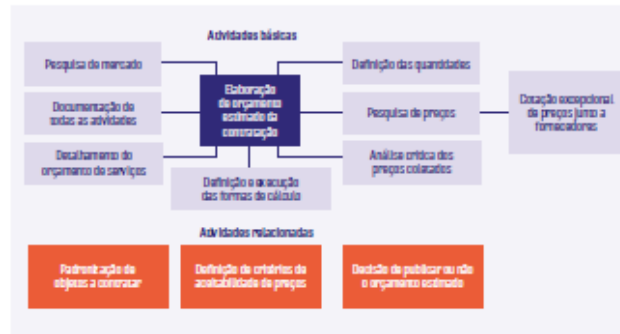 Atividades básicas
Pesquisa de mercado
Documentação de
todas as atividades
Detalhamento do
orçamento de serviços
Elaboração
de orçamento
estimado da
contratação
Definição e execução
das formas de cálculo
Definição das quantidades
Pesquisa de preços
Análise crítica dos
preços coletados
Cotação excepcional
de preços junto a
fornecedores
Atividades relacionadas
Padronização de
objetos a contratar
Definição de critérios de
aceitabilidade de preços
Decisão de publicar ou não
o orçamento estimado